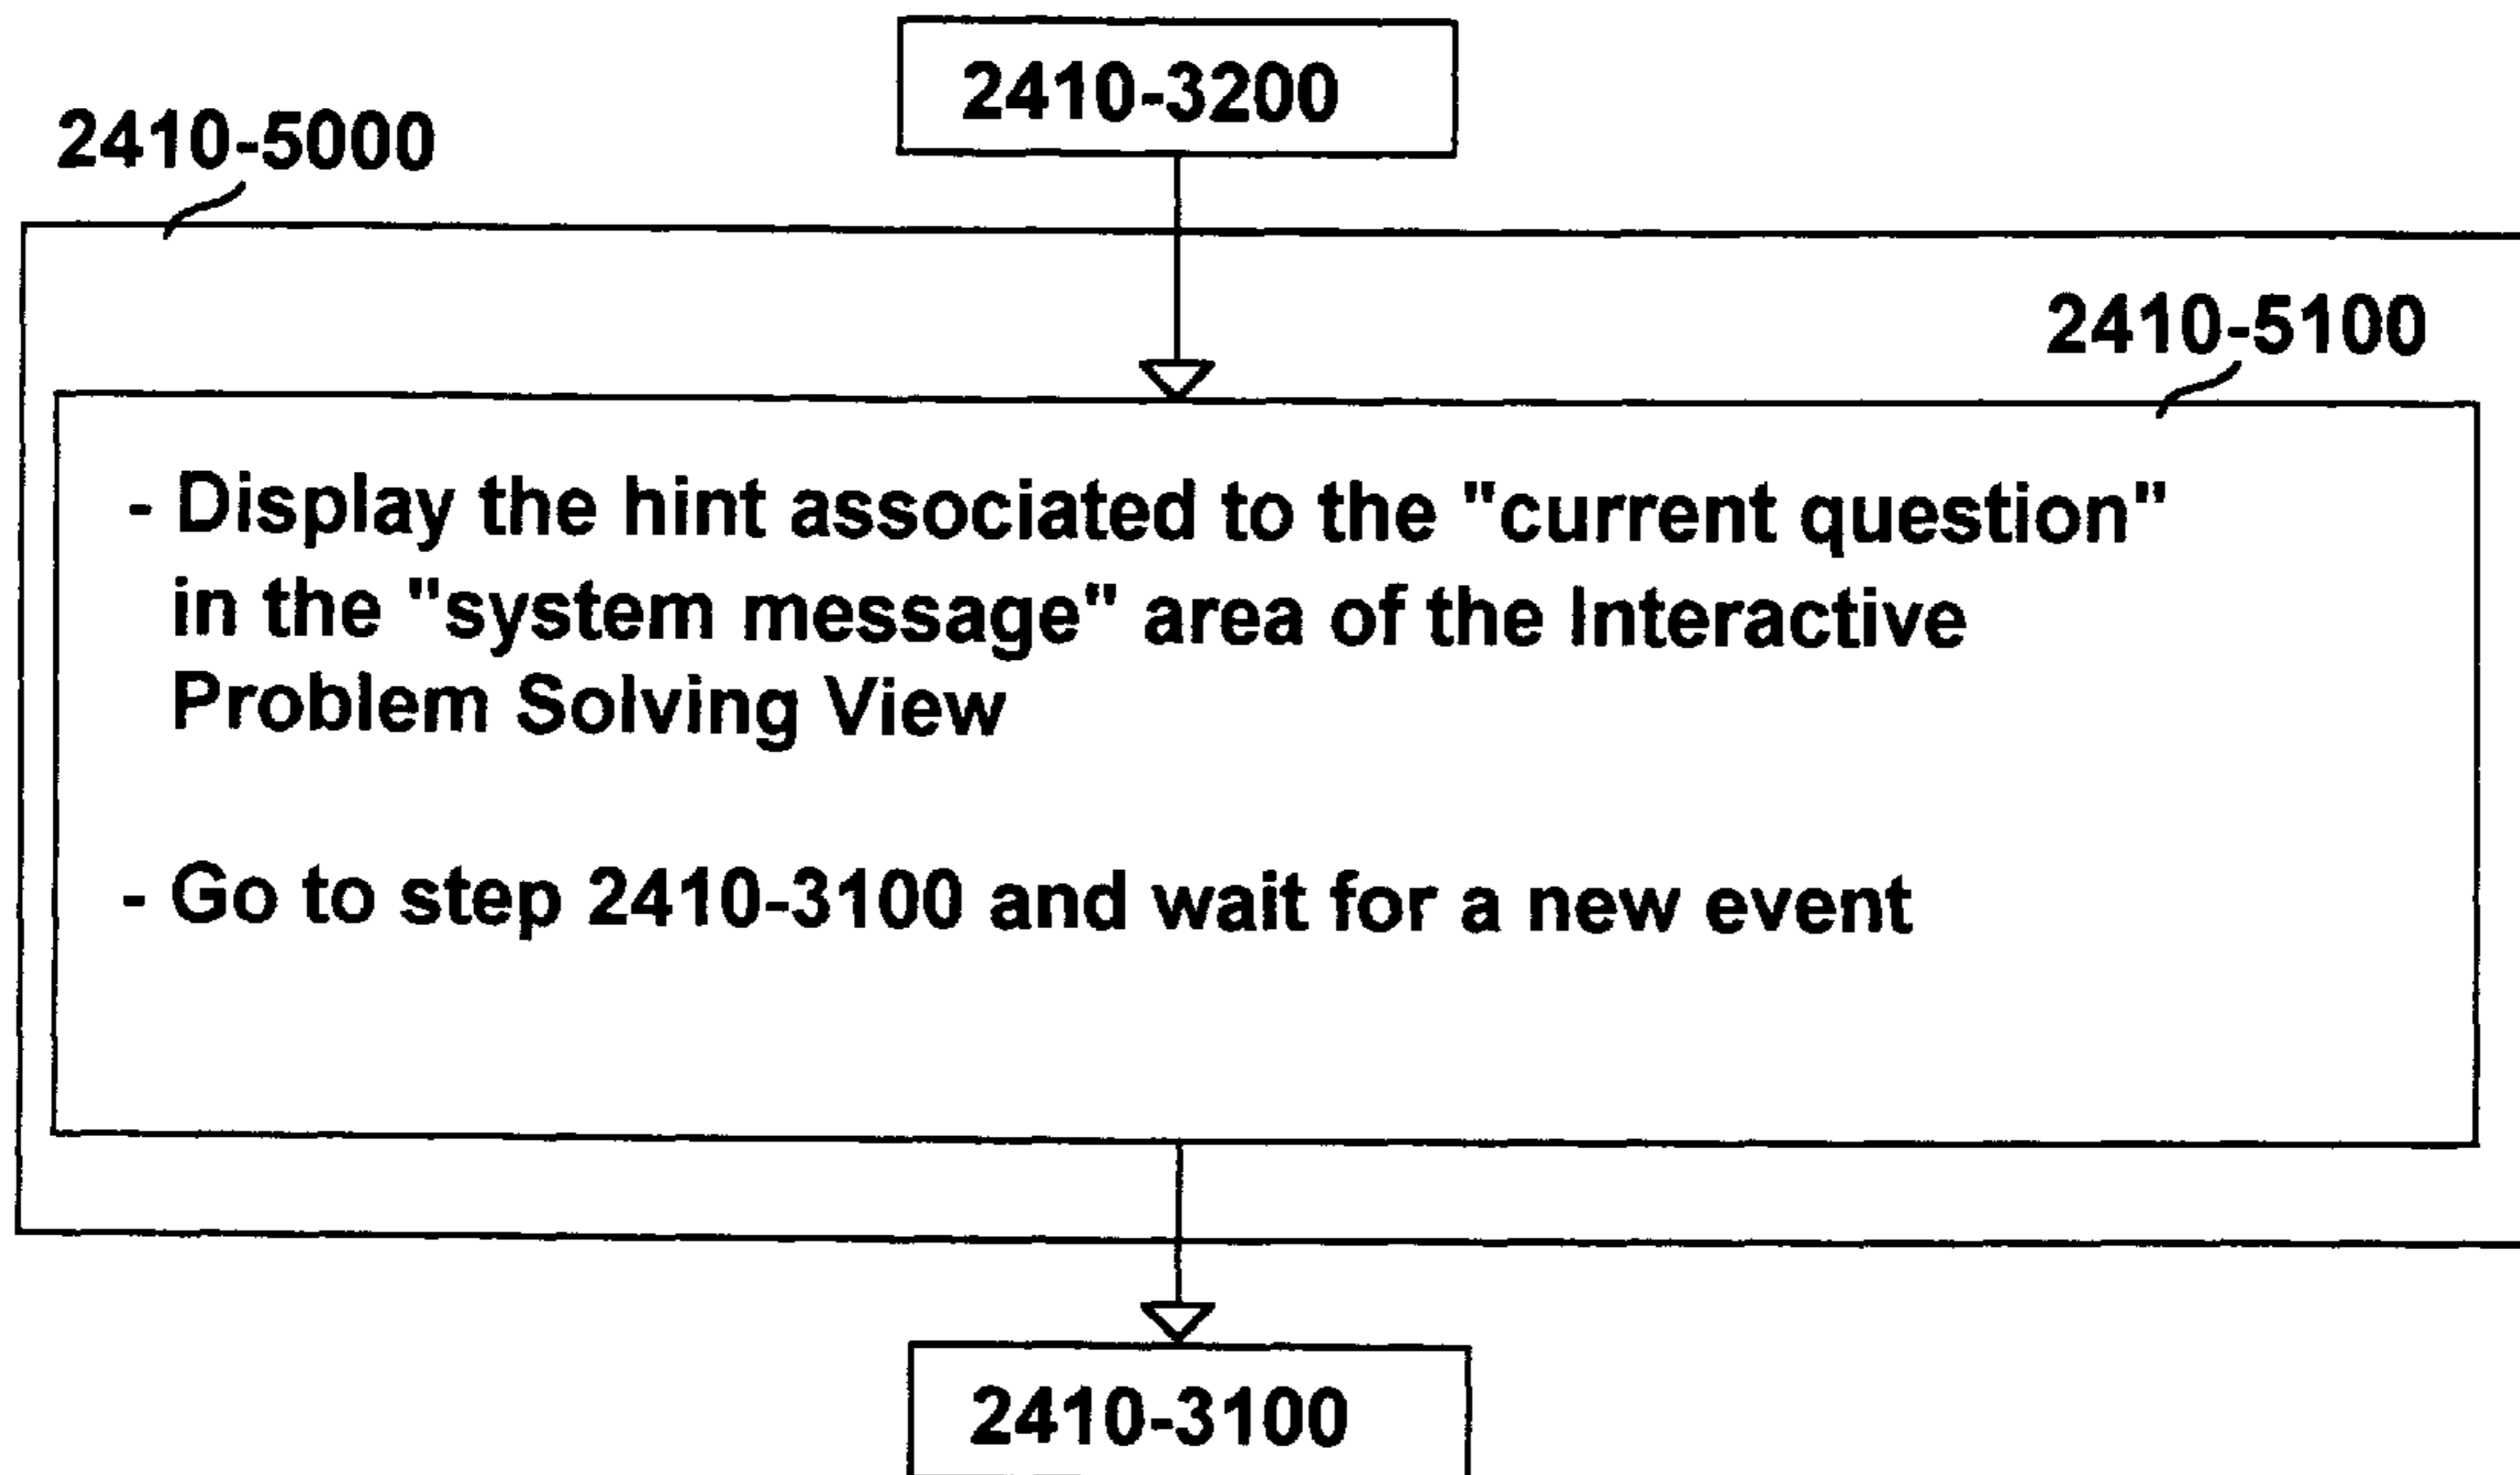 2410-3200
2410-5000
2410-5100
- Display the hint associated to the "current question"
in the "system message" area of the Interactive
Problem Solving View
- Go to step 2410-3100 and wait for a new event
2410-3100